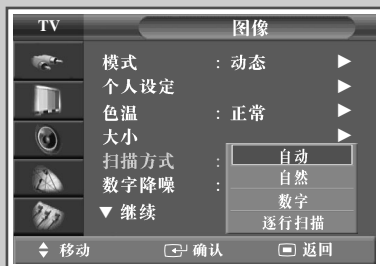 TV 图像
模式 : 动态 ▶
个人设定 ▶
色温 : 正常 ▶
大小 ▶
扫描方式 : 自动
自然
数字降噪 : 数字
▼ 继续 逐行扫描
移动 确认 返回